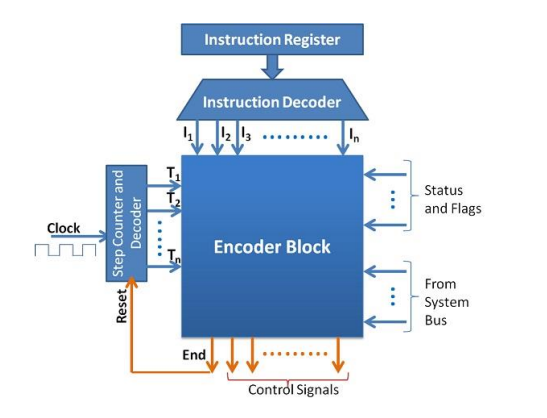 Instruction Register
Instruction Decoder
I1 I2 I3 In
T1
T2
Tn
Step Counter and
Decoder
Clock
Reset
Encoder Block
Status
and Flags
From
System
Bus
End
Control Signals